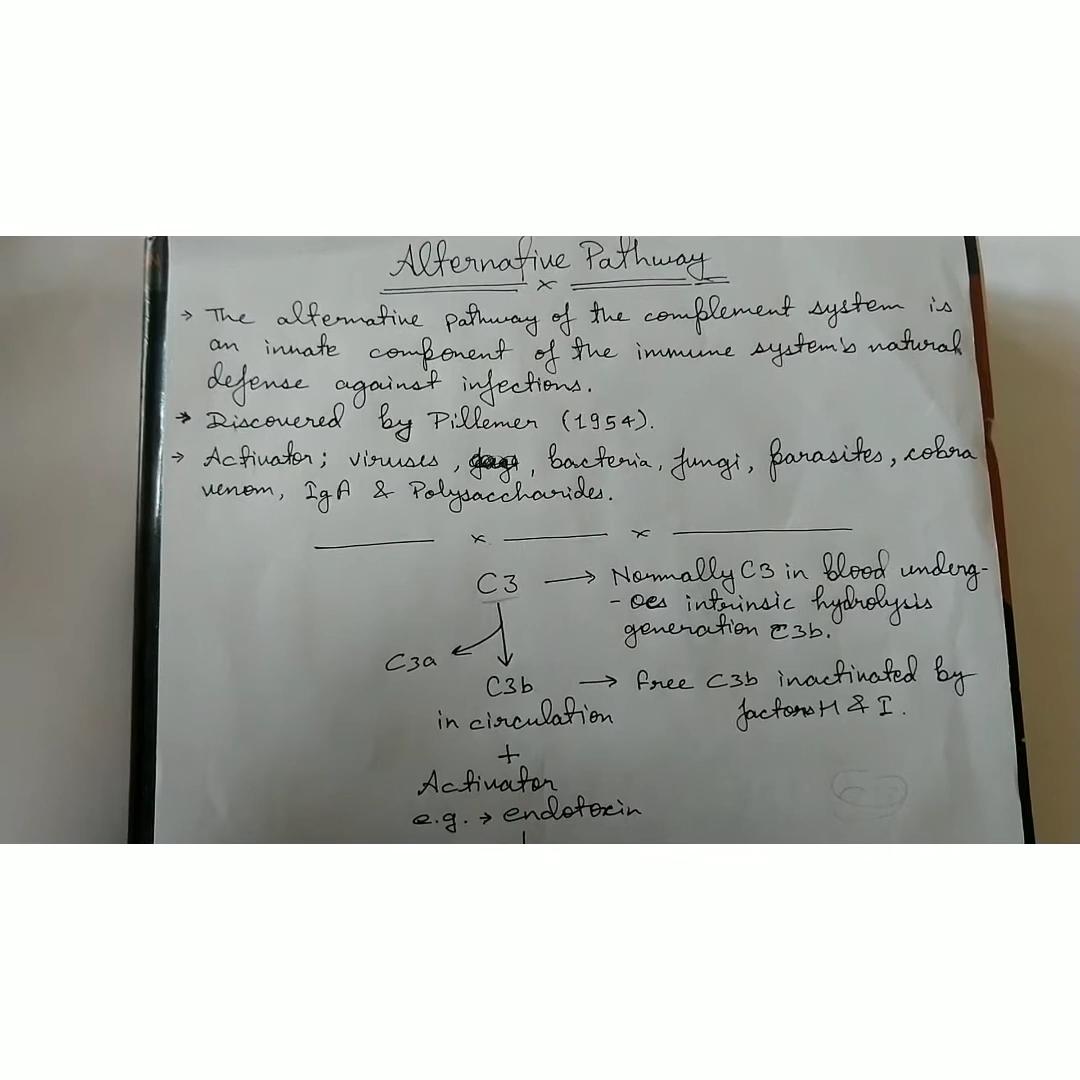 Alternative Pathway
→ The alternative pathway of the complement system is
an innate component of the immune system's natural
defense against infections.
→ Discovered by Pillemer (1954).
→ Activator; viruses, , bacteria, fungi, parasites, cobra
venom, IgA & Polysaccharides.
C3 → Normally C3 in blood underg-
-oes intrinsic hydrolysis
generation C3b.
C3a
C3b → free C3b inactivated by
in circulation factors H & I.
+
Activator
e.g. → endotoxin